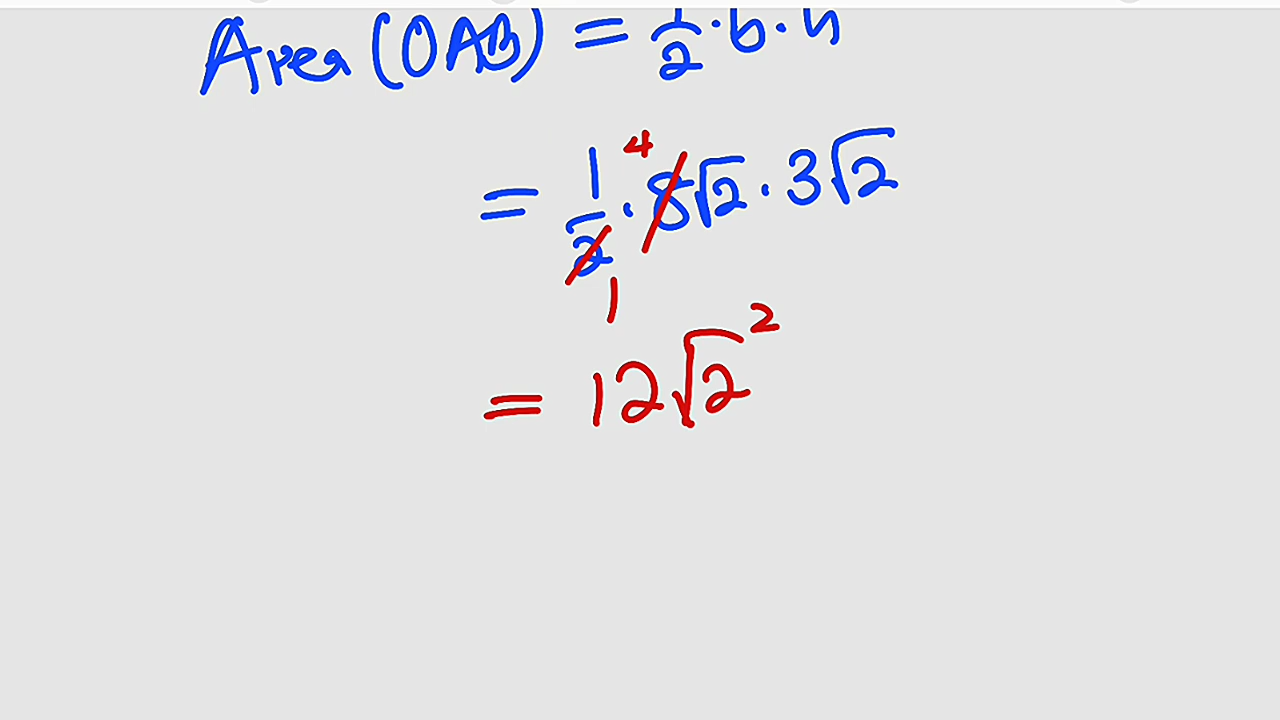 Area (OAB) = 1/2 · b · h
= 1/2 · 8√2 · 3√2
4
1
= 12√2²